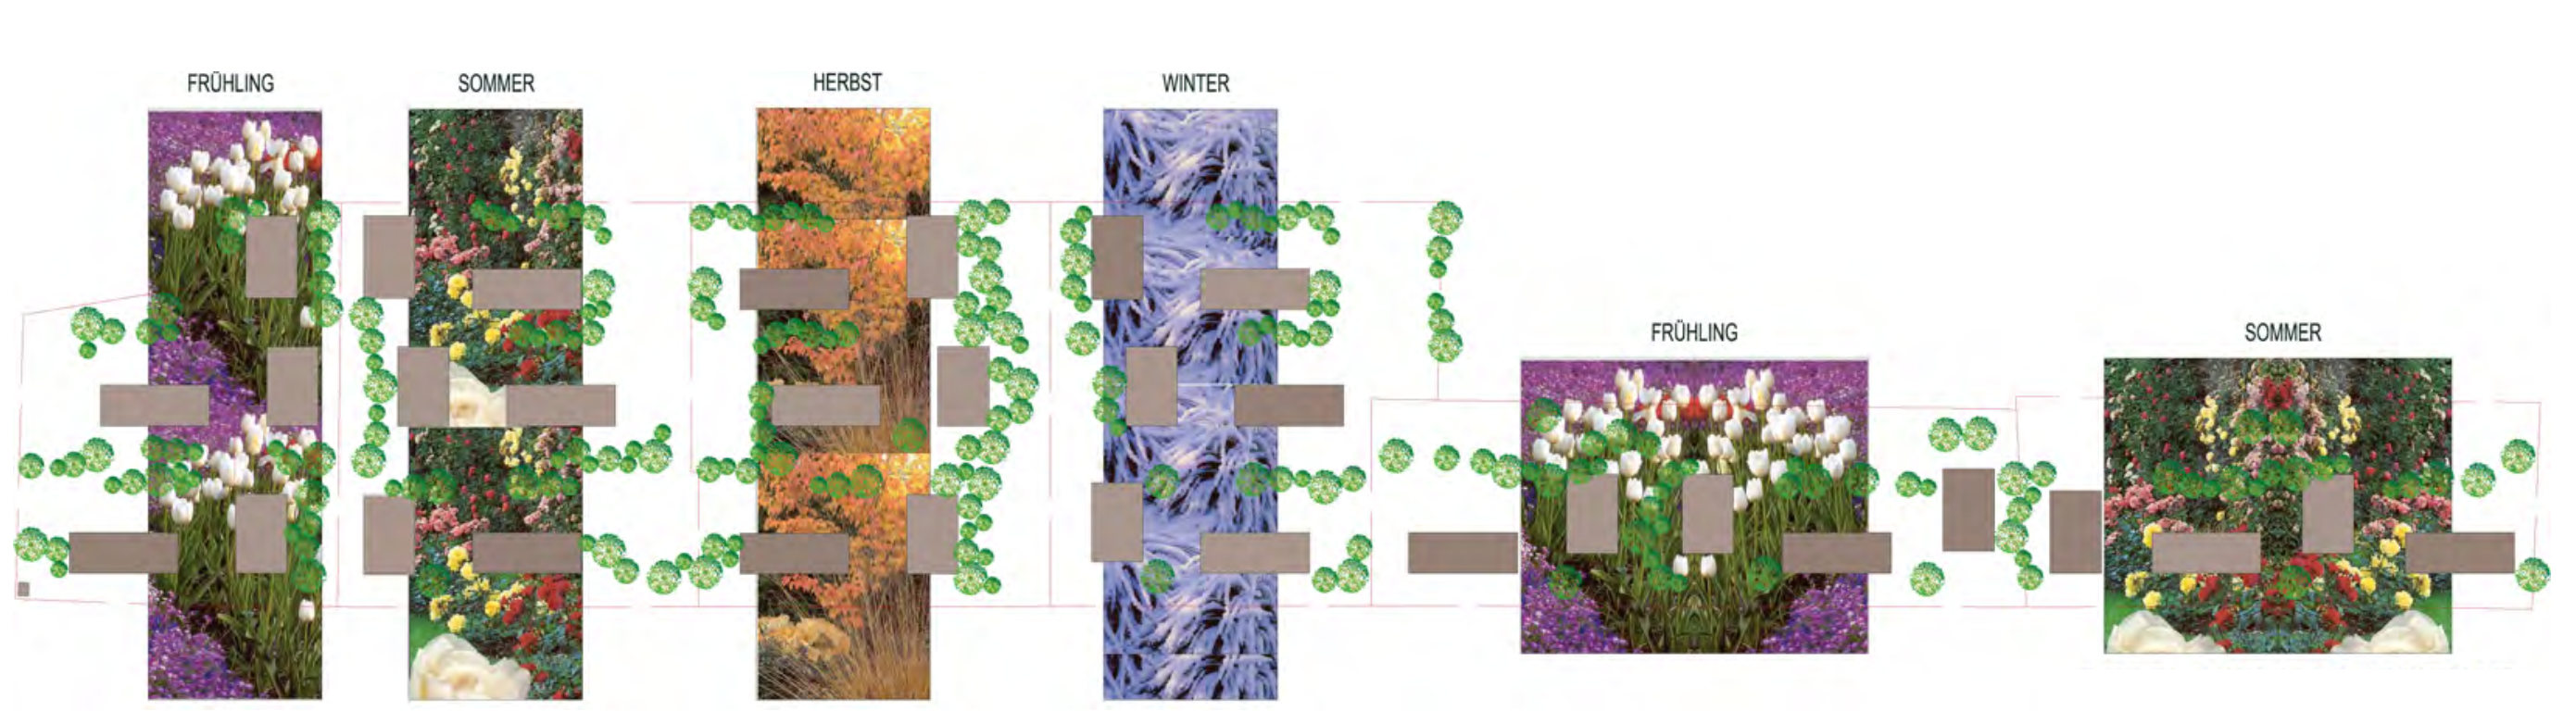 FRÜHLING
SOMMER
HERBST
WINTER
FRÜHLING
SOMMER